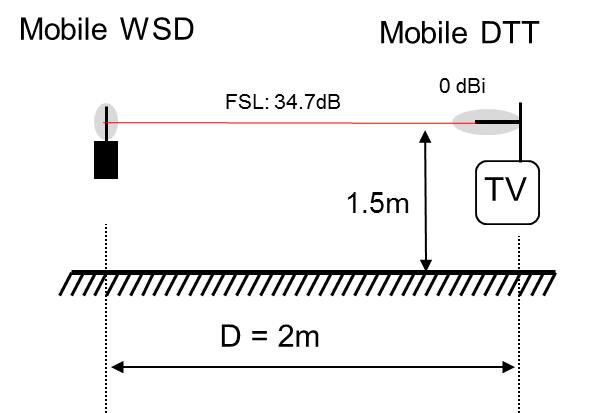 Mobile WSD
Mobile DTT
0 dBi
FSL: 34.7dB
TV
1.5m
D = 2m